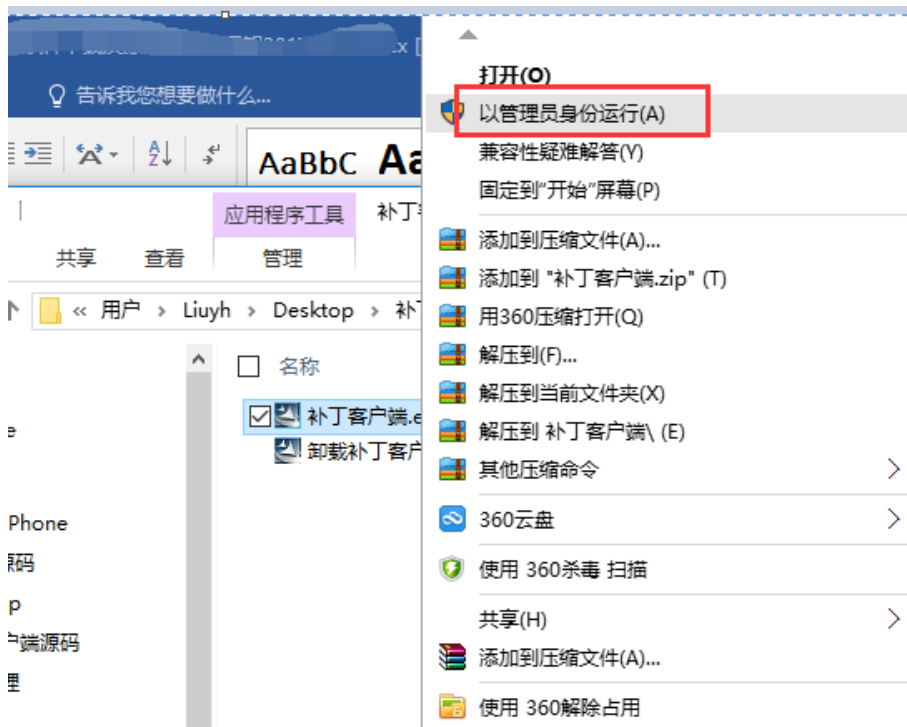 告诉我您想要做什么...
AaBbC
应用程序工具
共享
查看
管理
« 用户 > Liuyh > Desktop >
名称
补丁客户端.e
卸载补丁客户
Phone
源码
户端源码
打开(O)
以管理员身份运行(A)
兼容性疑难解答(Y)
固定到"开始"屏幕(P)
添加到压缩文件(A)...
添加到 "补丁客户端.zip" (T)
用360压缩打开(Q)
解压到(F)...
解压到当前文件夹(X)
解压到 补丁客户端\ (E)
其他压缩命令
360云盘
使用 360杀毒 扫描
共享(H)
添加到压缩文件(A)...
使用 360解除占用